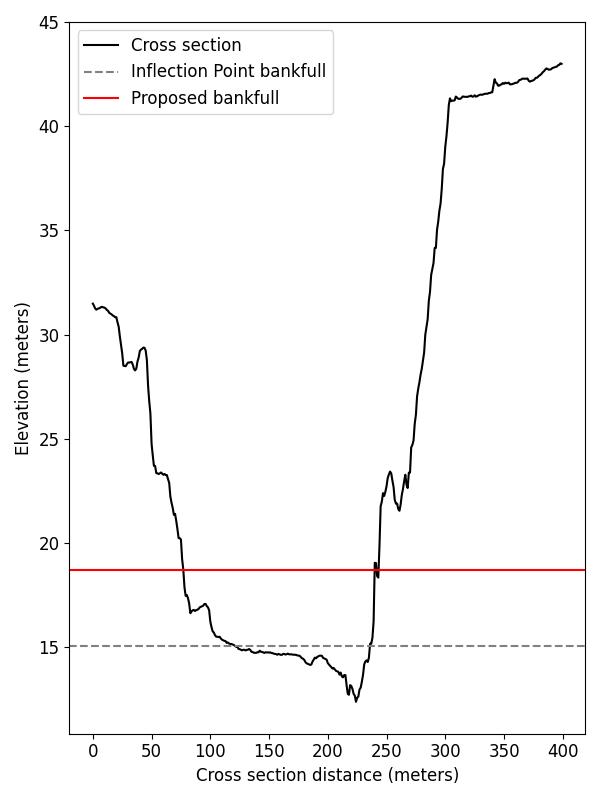 Cross section
Inflection Point bankfull
Proposed bankfull
45
40
35
30
25
20
15
Elevation (meters)
0 50 100 150 200 250 300 350 400
Cross section distance (meters)